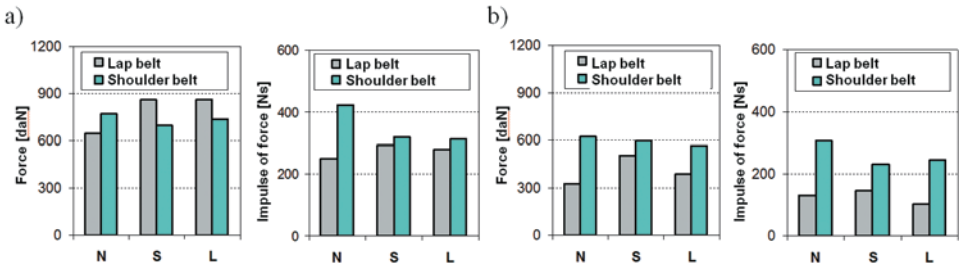 a)
1200
900
600
300
0
Force [daN]
Lap belt
Shoulder belt
N S L
600
400
200
0
Impulse of force [Ns]
Lap belt
Shoulder belt
N S L
b)
1200
900
600
300
0
Force [daN]
Lap belt
Shoulder belt
N S L
600
400
200
0
Impulse of force [Ns]
Lap belt
Shoulder belt
N S L